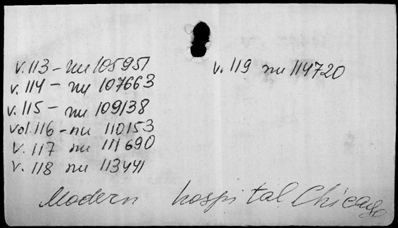 v.113 - nu 105951
v.114 - nu 107663
v.115 - nu 109138
vol.116 - nu 110153
v.117 nu 111690
v.118 nu 113441
v.119 nu 114720
Modern hospital Chicago